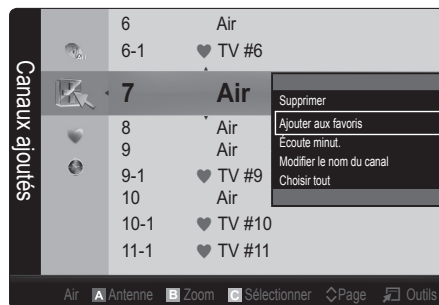 Canaux ajoutés
6 Air
6-1 ♥ TV #6
7 Air
8 Air
9 Air
9-1 ♥ TV #9
10 Air
10-1 ♥ TV #10
11-1 ♥ TV #11
Supprimer
Ajouter aux favoris
Écoute minut.
Modifier le nom du canal
Choisir tout
Air A Antenne B Zoom C Sélectionner Page Outils